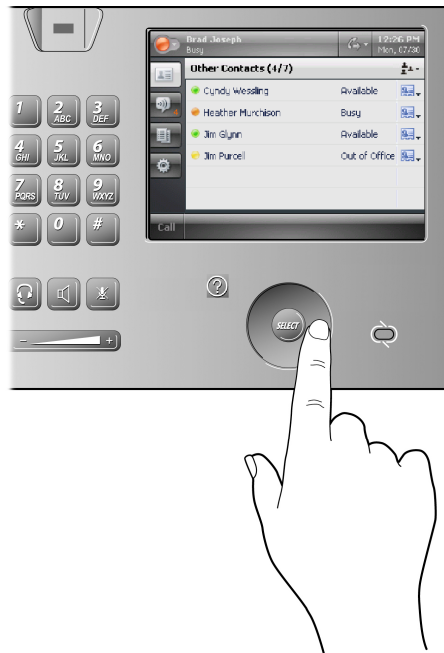 Brad Joseph
Busy
12:26 PM
Mon, 07/30
Other Contacts (4/7)
Cyndy Wessling Available
Heather Murchison Busy
Jim Glynn Available
Jim Purcell Out of Office
Call
1 2 ABC 3 DEF
4 GHI 5 JKL 6 MNO
7 PQRS 8 TUV 9 WXYZ
* 0 #
?
SELECT
- +